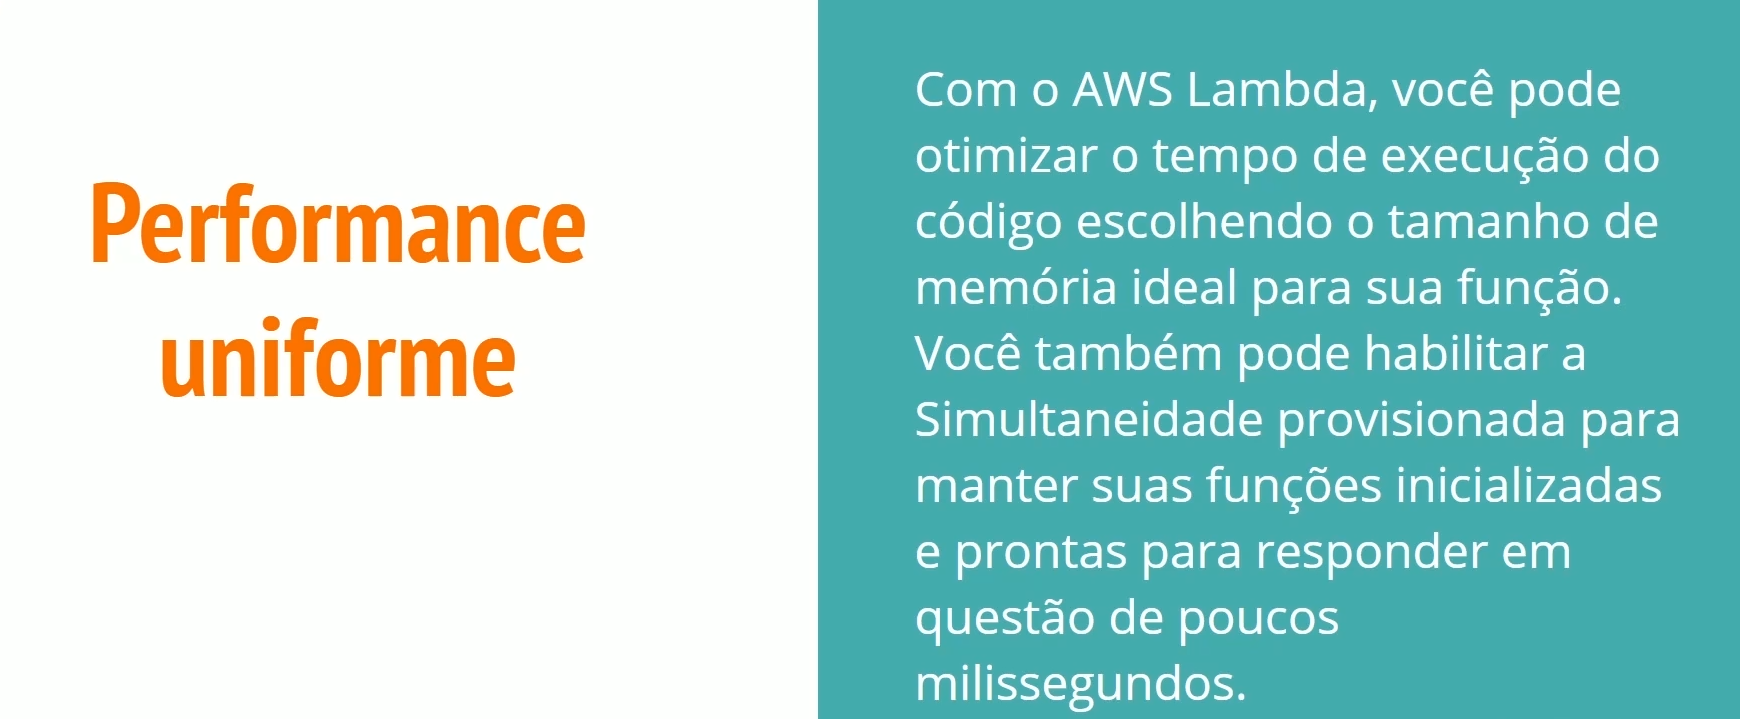 Performance
uniforme
Com o AWS Lambda, você pode
otimizar o tempo de execução do
código escolhendo o tamanho de
memória ideal para sua função.
Você também pode habilitar a
Simultaneidade provisionada para
manter suas funções inicializadas
e prontas para responder em
questão de poucos
milissegundos.